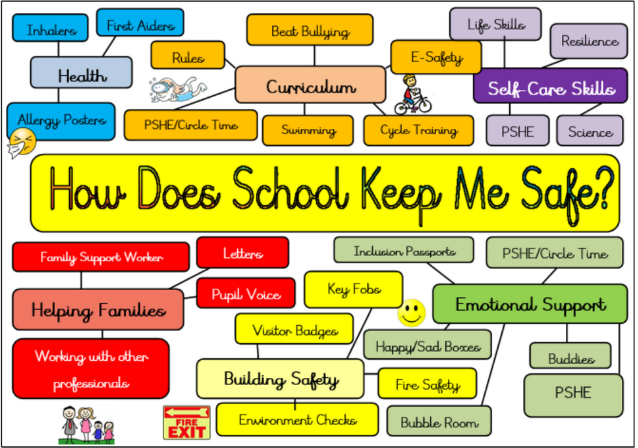 Inhalers
First Aiders
Health
Allergy Posters
Beat Bullying
Rules
E-Safety
Curriculum
PSHE/Circle Time
Swimming
Cycle Training
Life Skills
Resilience
Self-Care Skills
PSHE
Science
How Does School Keep Me Safe?
Family Support Worker
Letters
Pupil Voice
Helping Families
Working with other
professionals
Key Fobs
Visitor Badges
Building Safety
Fire Safety
Environment Checks
FIRE
EXIT
Inclusion Passports
PSHE/Circle Time
Emotional Support
Happy/Sad Boxes
Buddies
PSHE
Bubble Room